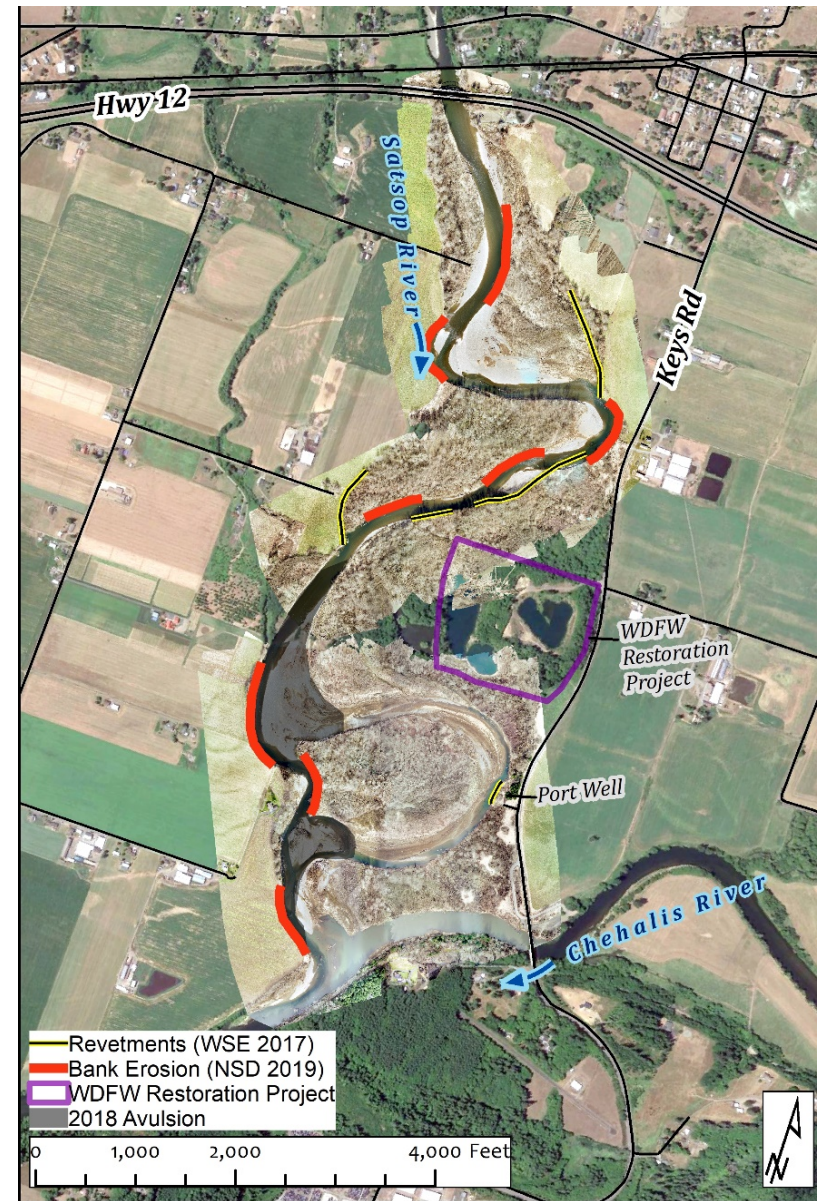 Hwy 12
Satsop River
Keys Rd
WDFW
Restoration
Project
Port Well
Chehalis River
Revetments (WSE 2017)
Bank Erosion (NSD 2019)
WDFW Restoration Project
2018 Avulsion
0 1,000 2,000 4,000 Feet
N